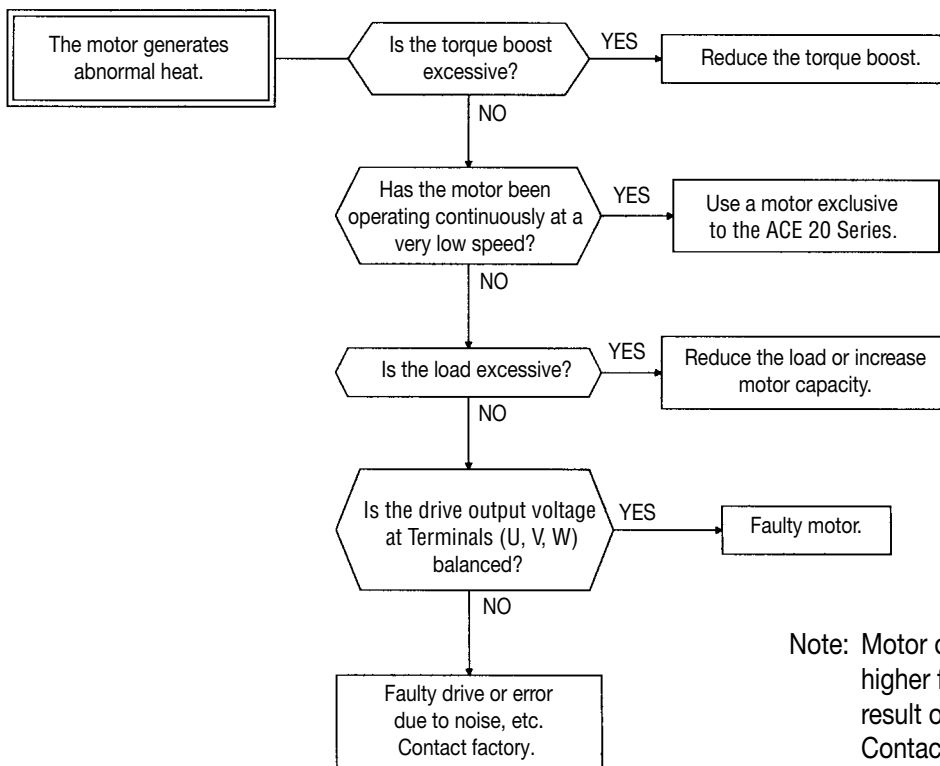 The motor generates
abnormal heat.
Is the torque boost
excessive?
YES
Reduce the torque boost.
NO
Has the motor been
operating continuously at a
very low speed?
YES
Use a motor exclusive
to the ACE 20 Series.
NO
Is the load excessive?
YES
Reduce the load or increase
motor capacity.
NO
Is the drive output voltage
at Terminals (U, V, W)
balanced?
YES
Faulty motor.
NO
Faulty drive or error
due to noise, etc.
Contact factory.
Note: Motor
higher
result
Contact